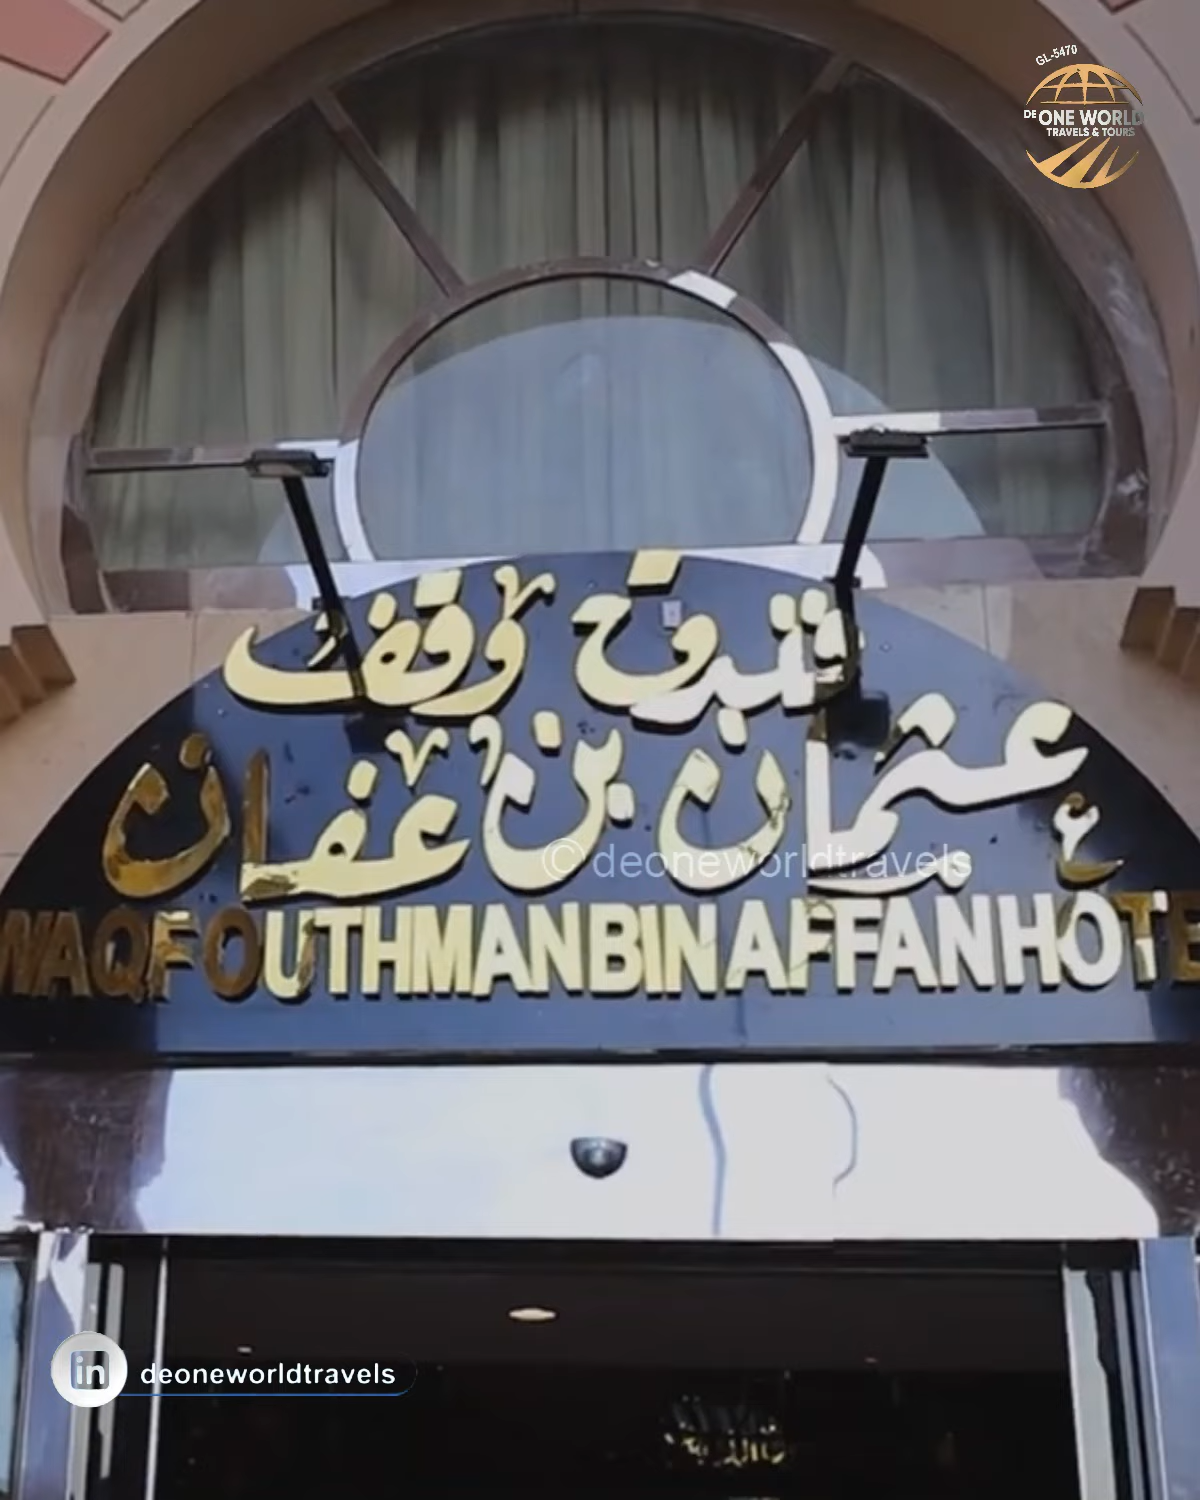 GL-5470
DE ONE WORLD
TRAVELS & TOURS
فندق وقف
عثمان بن عفان
©deoneworldtravels
WAQF OUTHMAN BIN AFFAN HOTE
in deoneworldtravels